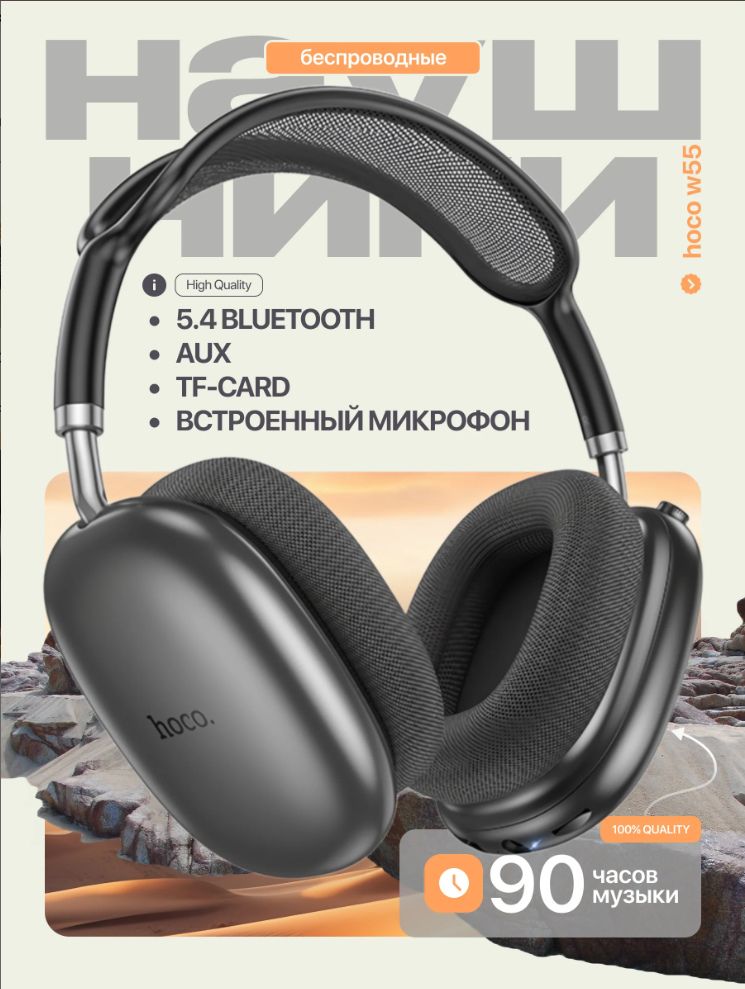 беспроводные
науш
ники
hoco w55
i
High Quality
• 5.4 BLUETOOTH
• AUX
• TF-CARD
• ВСТРОЕННЫЙ МИКРОФОН
hoco.
100% QUALITY
90 часов
музыки